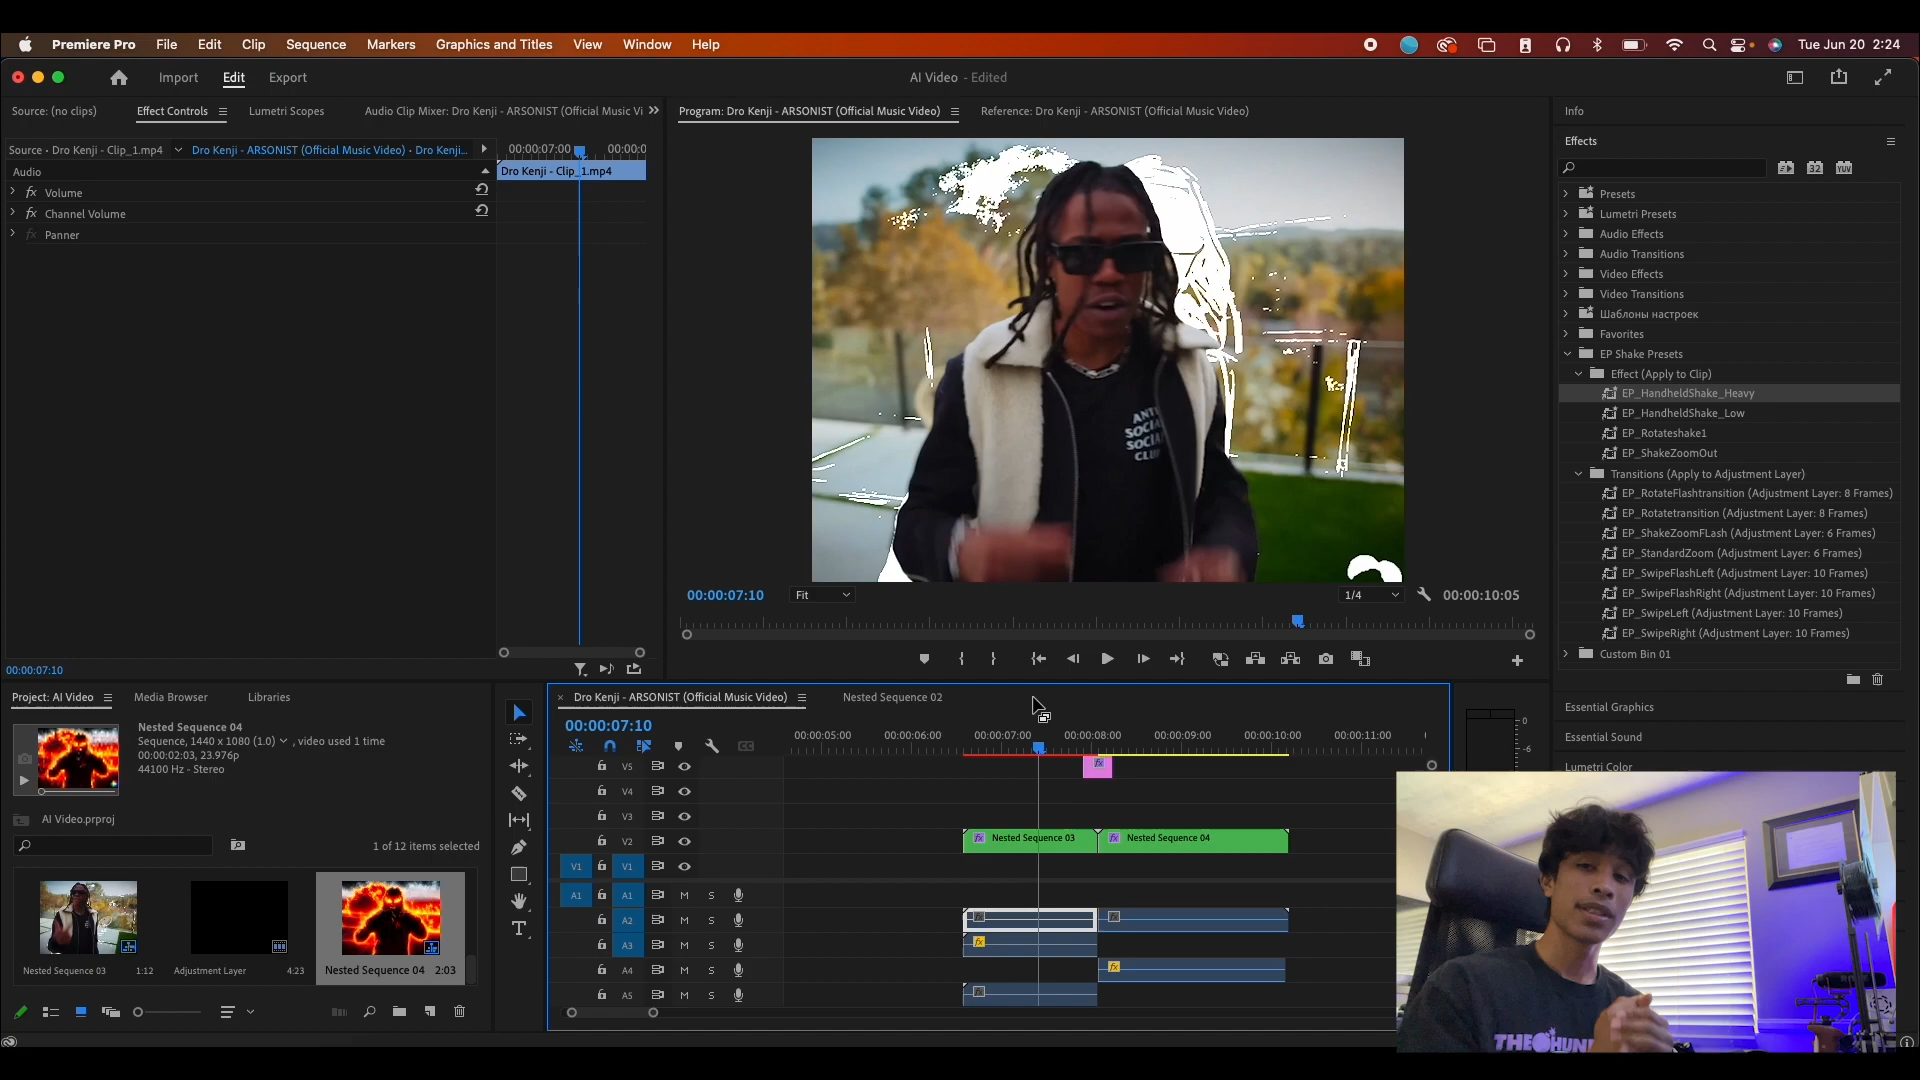 Premiere Pro File Edit Clip Sequence Markers Graphics and Titles View Window Help Tue Jun 20 2:24
Import Edit Export AI Video - Edited
Source: (no clips) Effect Controls Lumetri Scopes Audio Clip Mixer: Dro Kenji - ARSONIST (Official Music Vi
Program: Dro Kenji - ARSONIST (Official Music Video) Reference: Dro Kenji - ARSONIST (Official Music Video)
Info
Source • Dro Kenji - Clip_1.mp4 Dro Kenji - ARSONIST (Official Music Video) • Dro Kenji... 00:00:07:00 00:00:0
Audio Dro Kenji - Clip_1.mp4
fx Volume
fx Channel Volume
fx Panner
00:00:07:10
ANTI
SOCIAL
SOCIAL
CLUB
00:00:07:10 Fit 1/4 00:00:10:05
Effects
32 YUV
Presets
Lumetri Presets
Audio Effects
Audio Transitions
Video Effects
Video Transitions
Шаблоны настроек
Favorites
EP Shake Presets
Effect (Apply to Clip)
EP_HandheldShake_Heavy
EP_HandheldShake_Low
EP_Rotateshake1
EP_ShakeZoomOut
Transitions (Apply to Adjustment Layer)
EP_RotateFlashtransition (Adjustment Layer: 8 Frames)
EP_Rotatetransition (Adjustment Layer: 8 Frames)
EP_ShakeZoomFLash (Adjustment Layer: 6 Frames)
EP_StandardZoom (Adjustment Layer: 6 Frames)
EP_SwipeFlashLeft (Adjustment Layer: 10 Frames)
EP_SwipeFlashRight (Adjustment Layer: 10 Frames)
EP_SwipeLeft (Adjustment Layer: 10 Frames)
EP_SwipeRight (Adjustment Layer: 10 Frames)
Custom Bin 01
Essential Graphics
Essential Sound
Lumetri Color
Project: AI Video Media Browser Libraries
Nested Sequence 04
Sequence, 1440 x 1080 (1.0) , video used 1 time
00:00:02:03, 23.976p
44100 Hz - Stereo
AI Video.prproj
1 of 12 items selected
Nested Sequence 03 1:12 Adjustment Layer 4:23 Nested Sequence 04 2:03
T
× Dro Kenji - ARSONIST (Official Music Video) Nested Sequence 02
00:00:07:10
CC
00:00:05:00 00:00:06:00 00:00:07:00 00:00:08:00 00:00:09:00 00:00:10:00 00:00:11:00
V5 fx
V4
V3
V2 fx Nested Sequence 03 fx Nested Sequence 04
V1 V1
A1 A1 M S
A2 M S
A3 M S fx
A4 M S fx
A5 M S
0
-6